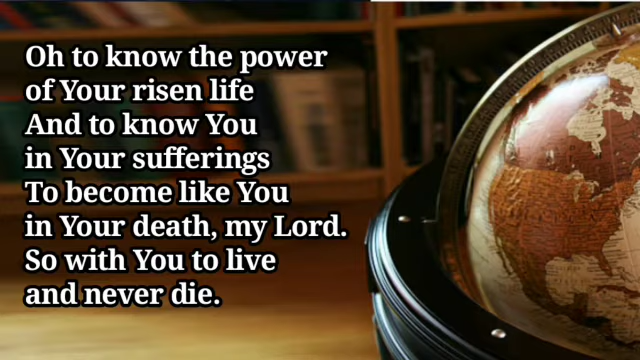 Oh to know the power
of Your risen life
And to know You
in Your sufferings
To become like You
in Your death, my Lord.
So with You to live
and never die.